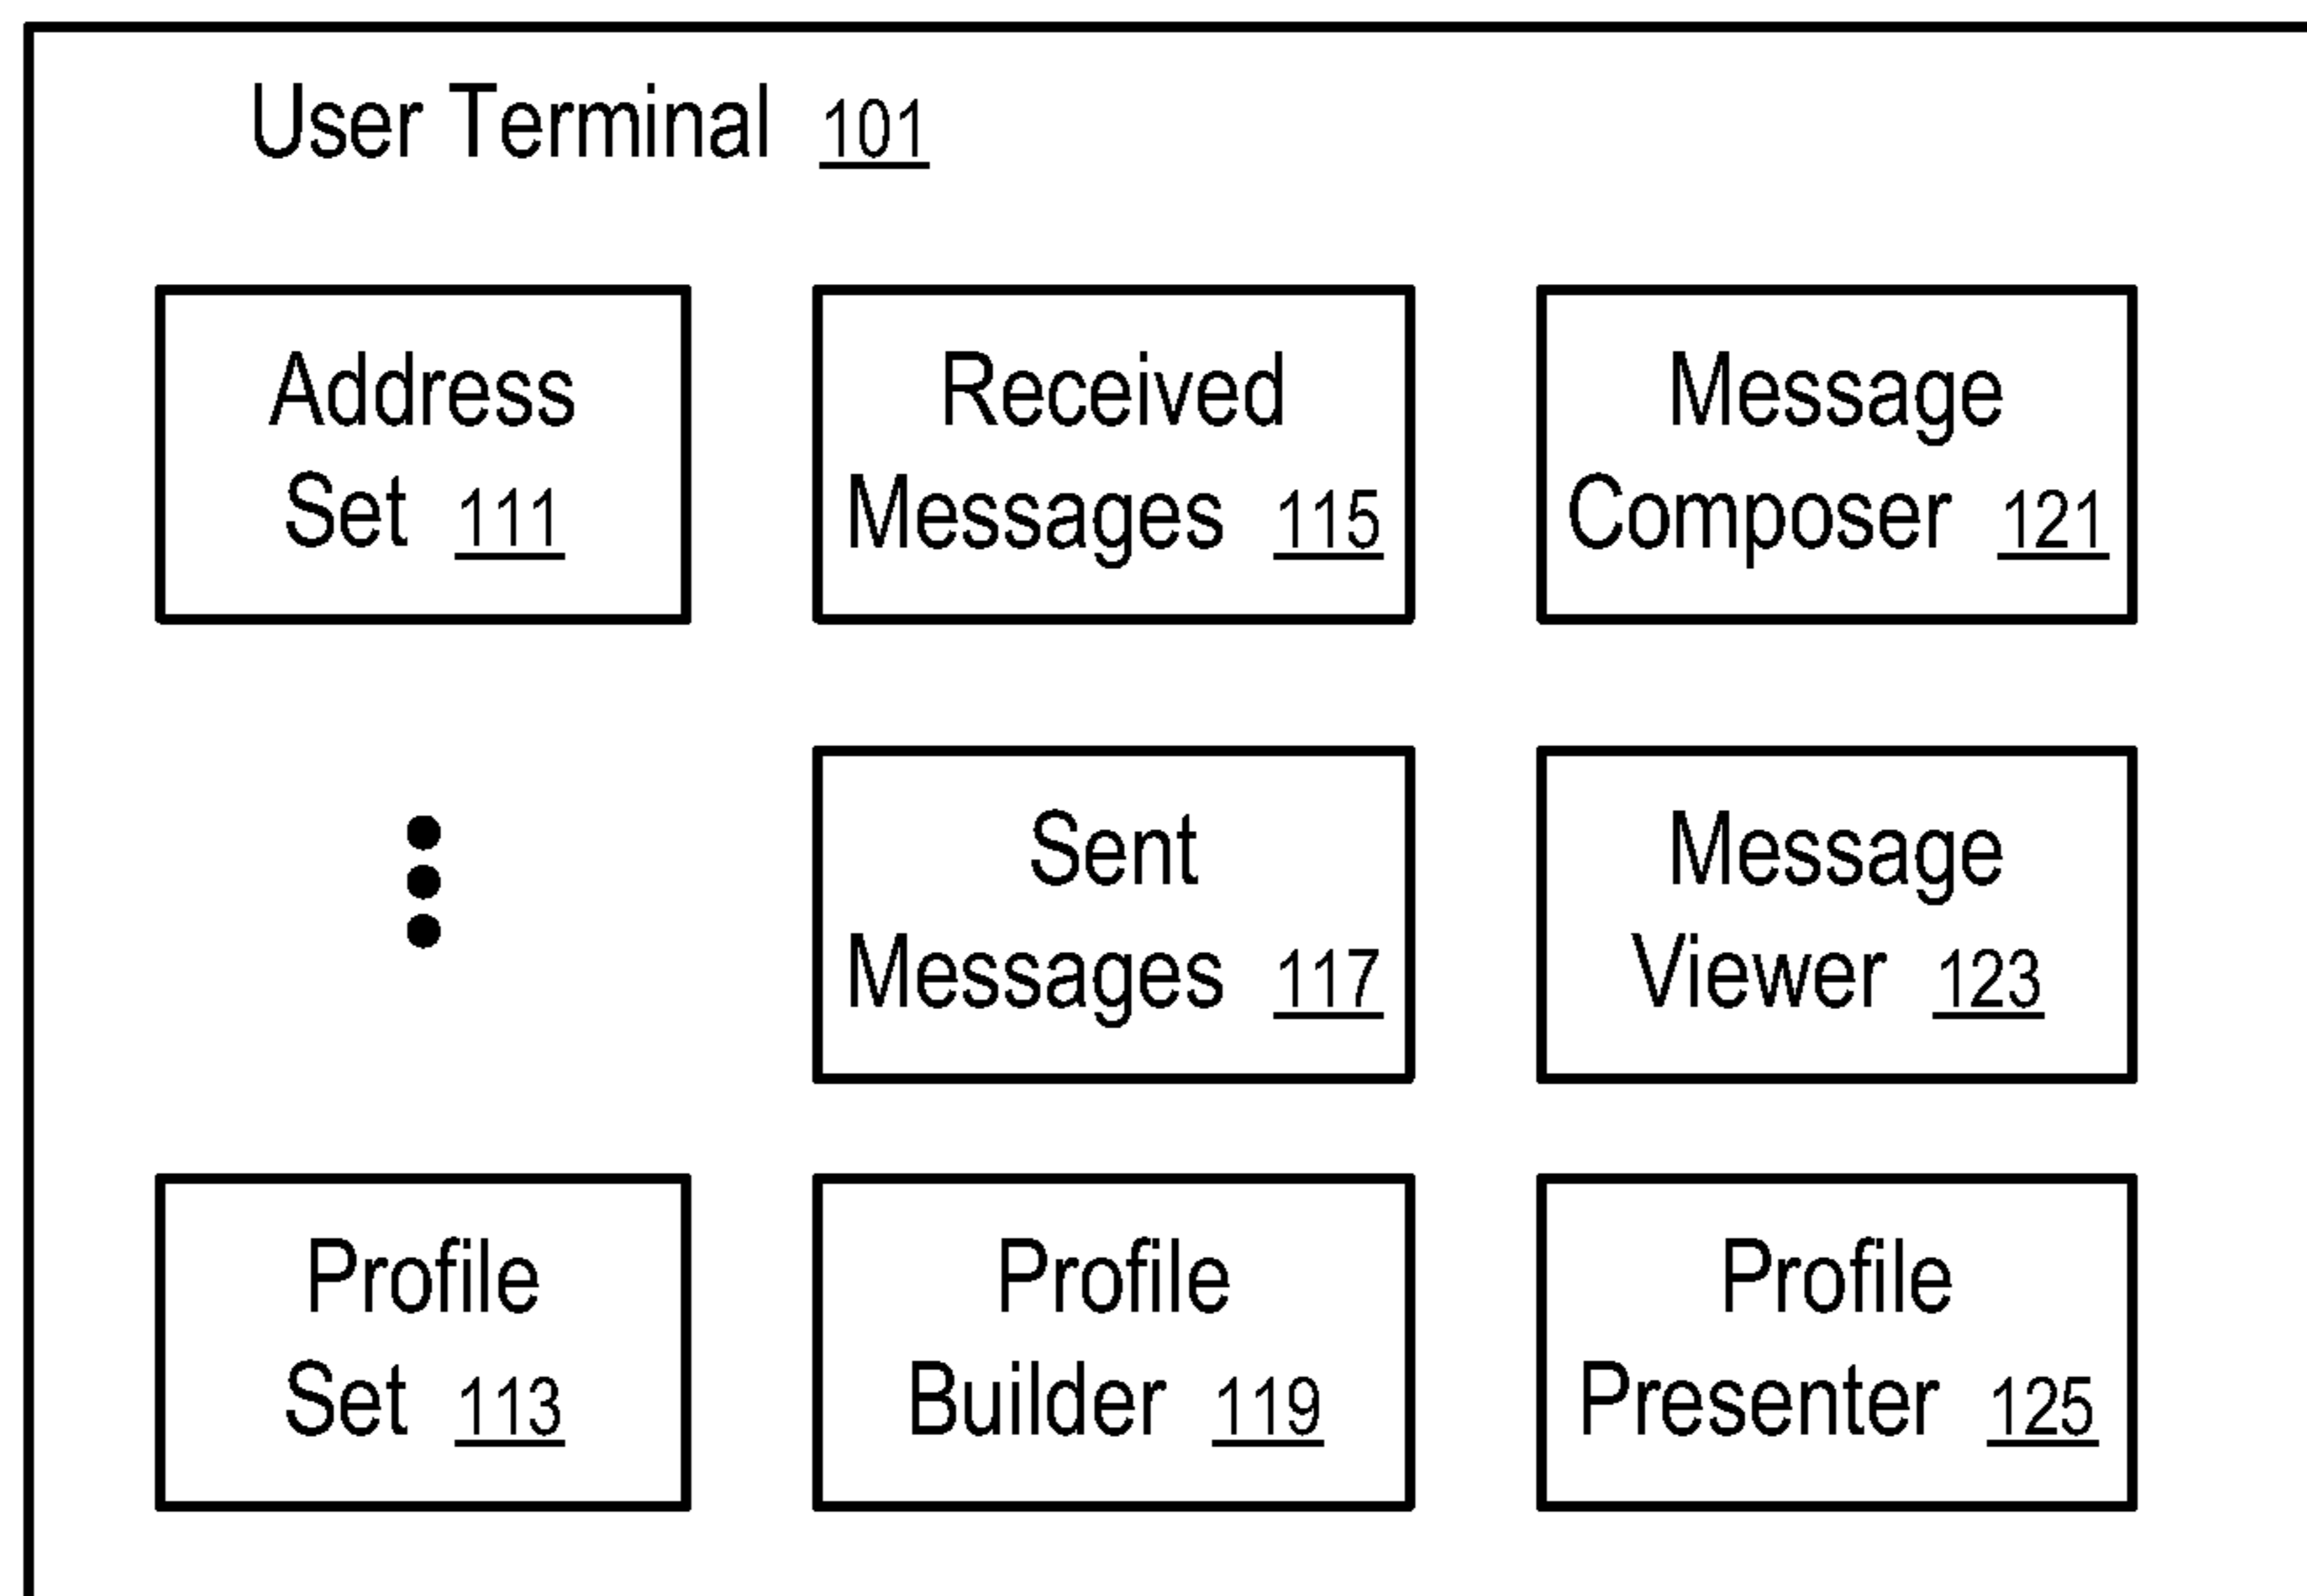 User Terminal 101
Address
Set 111
Received
Messages 115
Message
Composer 121
Sent
Messages 117
Message
Viewer 123
Profile
Set 113
Profile
Builder 119
Profile
Presenter 125